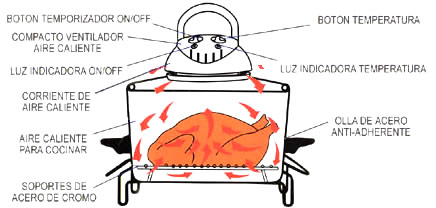 BOTON TEMPORIZADOR ON/OFF
COMPACTO VENTILADOR
AIRE CALIENTE
LUZ INDICADORA ON/OFF
CORRIENTE DE
AIRE CALIENTE
AIRE CALIENTE
PARA COCINAR
SOPORTES DE
ACERO DE CROMO
BOTON TEMPERATURA
LUZ INDICADORA TEMPERATURA
OLLA DE ACERO
ANTI-ADHERENTE